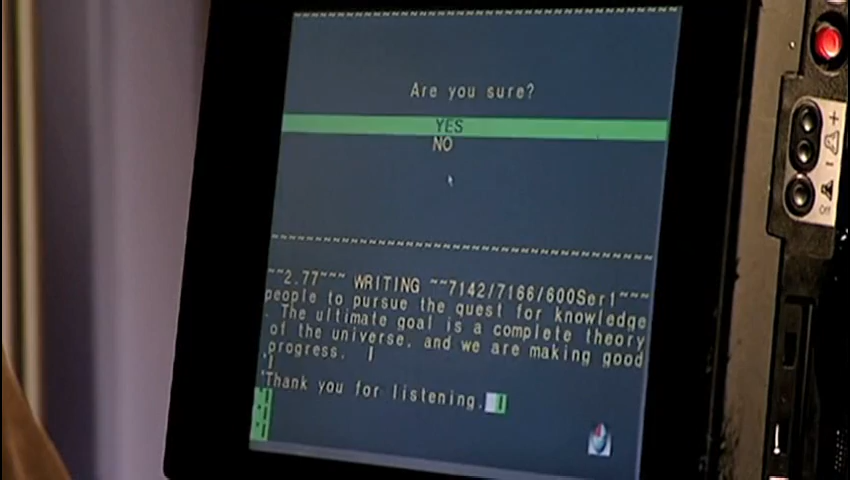 Are you sure?
YES
NO
~~2.77~~~ WRITING ~~7142/7166/600Ser1~~~
people to pursue the quest for knowledge
. The ultimate goal is a complete theory
of the universe, and we are making good
progress.
Thank you for listening.
+
-
Off